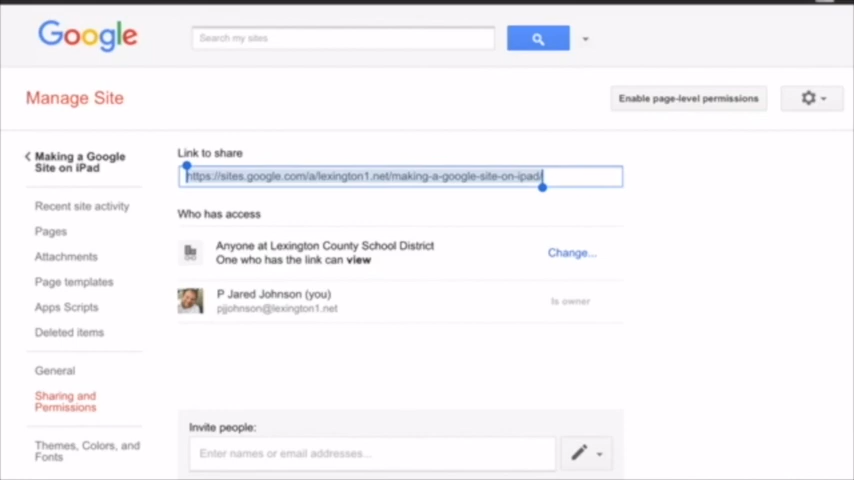 Google
Search my sites
Manage Site
Enable page-level permissions
Making a Google
Site on iPad
Recent site activity
Pages
Attachments
Page templates
Apps Scripts
Deleted items
General
Sharing and
Permissions
Themes, Colors, and
Fonts
Link to share
https://sites.google.com/a/lexington1.net/making-a-google-site-on-ipad/
Who has access
Anyone at Lexington County School District
One who has the link can view
Change...
P Jared Johnson (you)
pjjohnson@lexington1.net
Is owner
Invite people:
Enter names or email addresses...